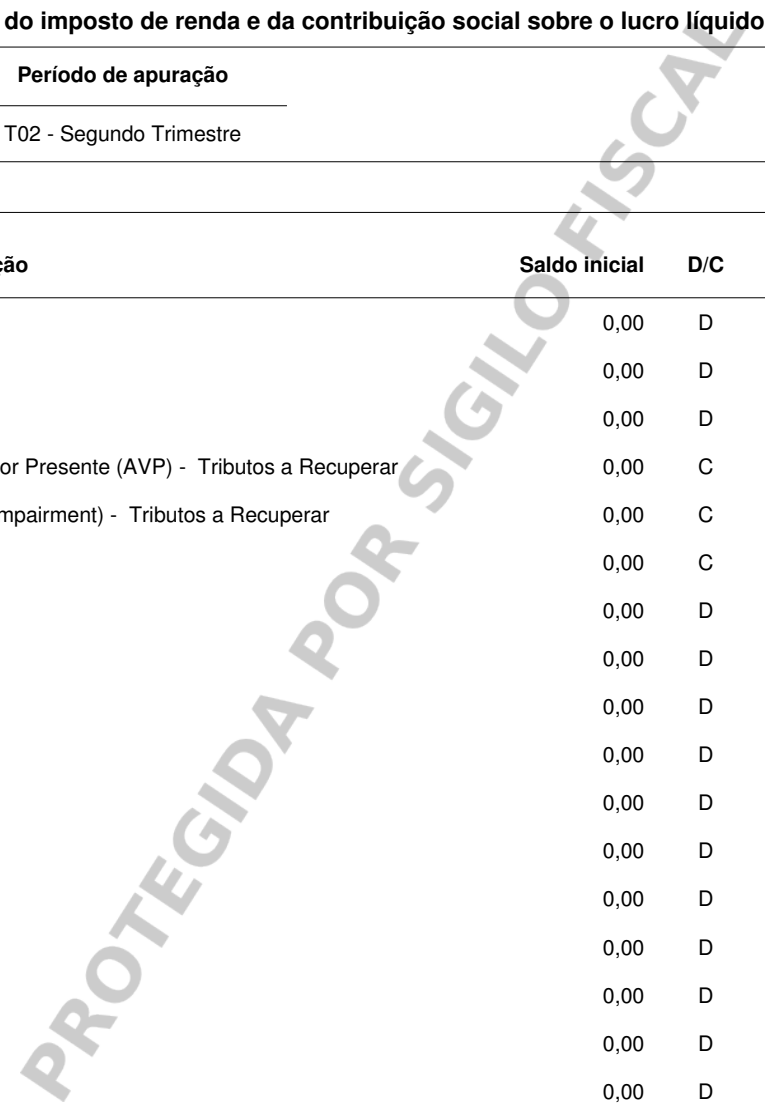 do imposto de renda e da contribuição social sobre o lucro líquido
Período de apuração
T02 - Segundo Trimestre
ção Saldo inicial D/C
0,00 D
0,00 D
0,00 D
or Presente (AVP) - Tributos a Recuperar 0,00 C
mpairment) - Tributos a Recuperar 0,00 C
0,00 C
0,00 D
0,00 D
0,00 D
0,00 D
0,00 D
0,00 D
0,00 D
0,00 D
0,00 D
0,00 D
0,00 D
PROTEGIDA POR SIGILO FISCAL